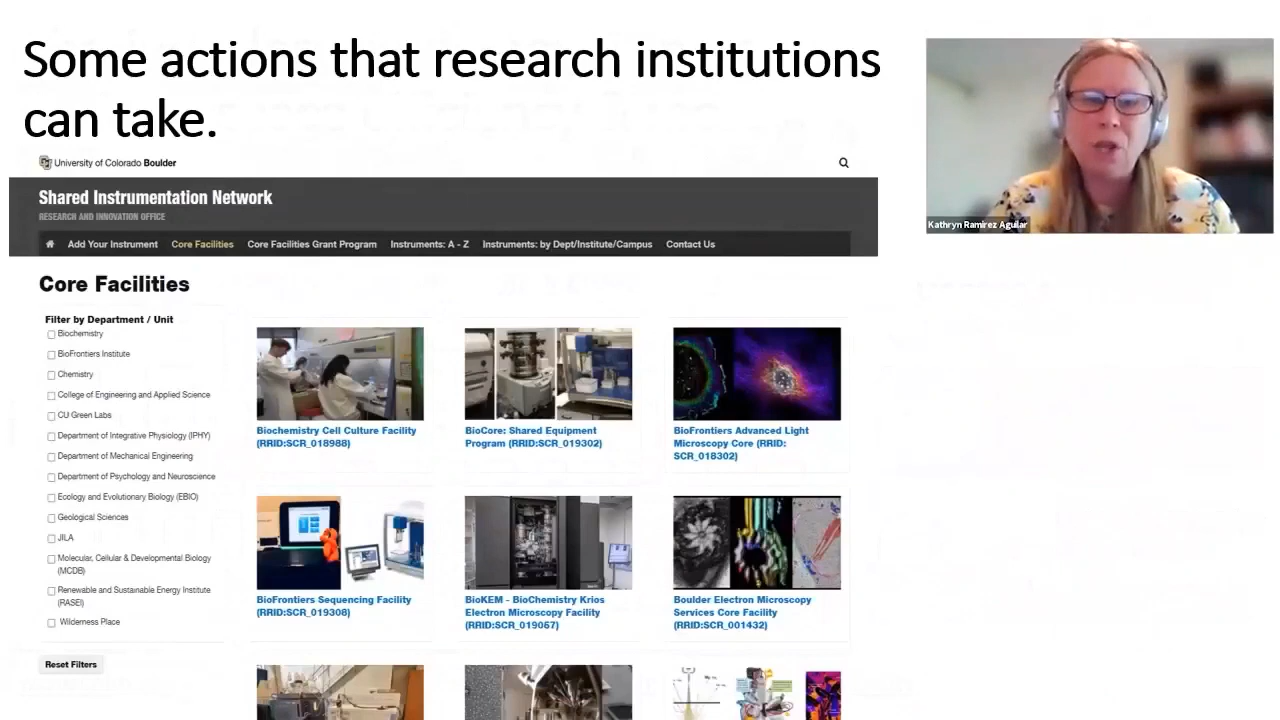 Some actions that research institutions
can take.
University of Colorado Boulder
Shared Instrumentation Network
RESEARCH AND INNOVATION OFFICE
Add Your Instrument
Core Facilities
Core Facilities Grant Program
Instruments: A - Z
Instruments: by Dept/Institute/Campus
Contact Us
Kathryn Ramirez Aguilar
Core Facilities
Filter by Department / Unit
Biochemistry
BioFrontiers Institute
Chemistry
College of Engineering and Applied Science
CU Green Labs
Department of Integrative Physiology (IPHY)
Department of Mechanical Engineering
Department of Psychology and Neuroscience
Ecology and Evolutionary Biology (EBIO)
Geological Sciences
JILA
Molecular, Cellular & Developmental Biology
(MCDB)
Renewable and Sustainable Energy Institute
(RASEI)
Wilderness Place
Reset Filters
Biochemistry Cell Culture Facility
(RRID:SCR_018988)
BioCore: Shared Equipment
Program (RRID:SCR_019302)
BioFrontiers Advanced Light
Microscopy Core (RRID:
SCR_018302)
BioFrontiers Sequencing Facility
(RRID:SCR_019308)
BioKEM - BioChemistry Krios
Electron Microscopy Facility
(RRID:SCR_019057)
Boulder Electron Microscopy
Services Core Facility
(RRID:SCR_001432)